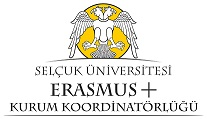 SELÇUK ÜNİVERSİTESİ
ERASMUS+
KURUM KOORDİNATÖRLÜĞÜ